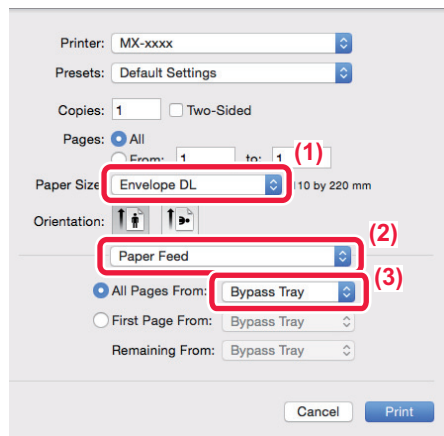 Printer: MX-xxxx
Presets: Default Settings
Copies: 1 Two-Sided
Pages: All
From: 1 to: 1 (1)
Paper Size Envelope DL 110 by 220 mm
Orientation:
(2)
Paper Feed
(3)
All Pages From: Bypass Tray
First Page From: Bypass Tray
Remaining From: Bypass Tray
Cancel Print